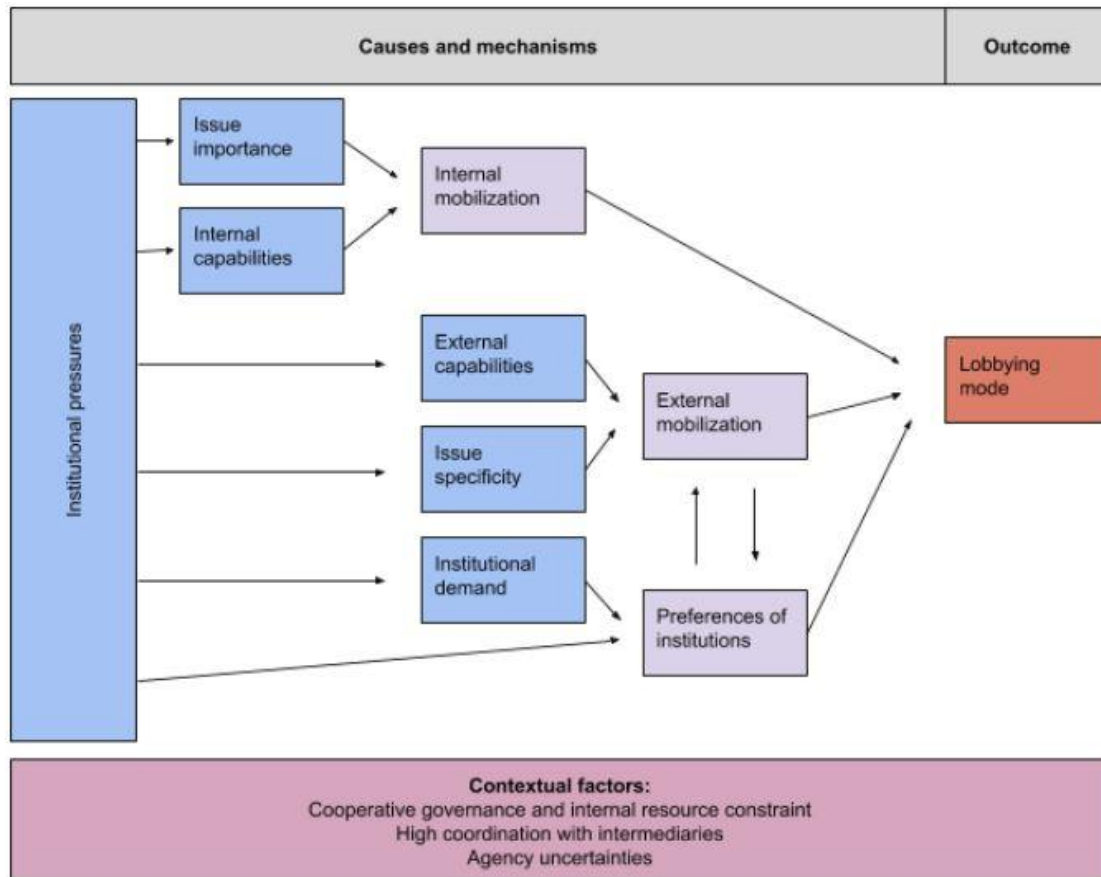 Causes and mechanisms
Outcome
Institutional pressures
Issue
importance
Internal
capabilities
Internal
mobilization
External
capabilities
Issue
specificity
Institutional
demand
External
mobilization
Preferences of
institutions
Lobbying
mode
Contextual factors:
Cooperative governance and internal resource constraint
High coordination with intermediaries
Agency uncertainties